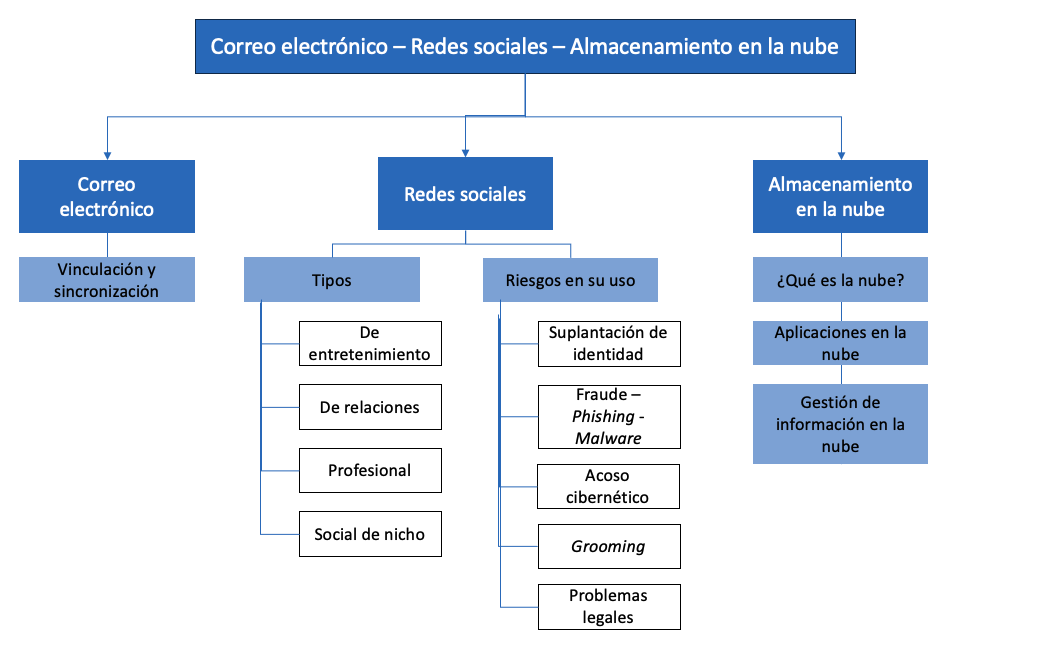 Correo electrónico – Redes sociales – Almacenamiento en la nube
Correo
electrónico
Vinculación y
sincronización
Redes sociales
Tipos
De
entretenimiento
De relaciones
Profesional
Social de nicho
Riesgos en su uso
Suplantación de
identidad
Fraude –
Phishing -
Malware
Acoso
cibernético
Grooming
Problemas
legales
Almacenamiento
en la nube
¿Qué es la nube?
Aplicaciones en la
nube
Gestión de
información en la
nube